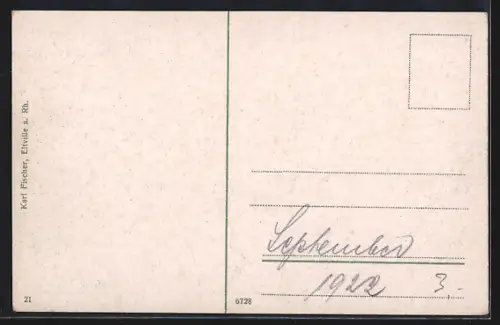 Karl Fischer, Eltville a. Rh.
September
1922 3.-
21
6728